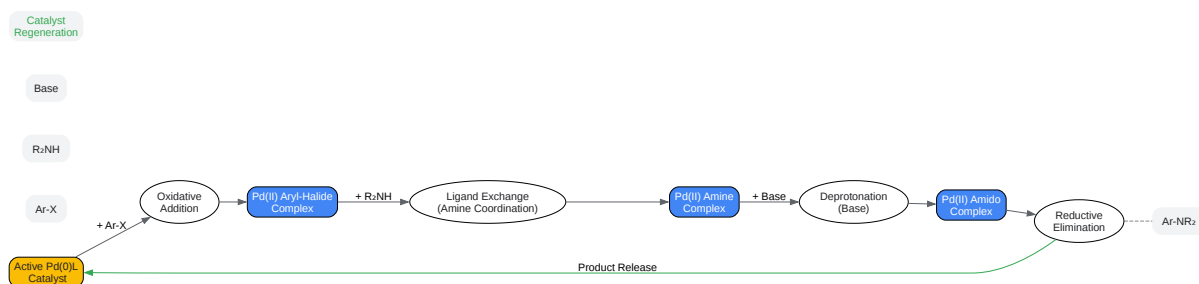 Catalyst
Regeneration
Base
R₂NH
Ar-X
+ Ar-X
Active Pd(0)L
Catalyst
Oxidative
Addition
Pd(II) Aryl-Halide
Complex
+ R₂NH
Ligand Exchange
(Amine Coordination)
Pd(II) Amine
Complex
+ Base
Deprotonation
(Base)
Pd(II) Amido
Complex
Reductive
Elimination
Ar-NR₂
Product Release